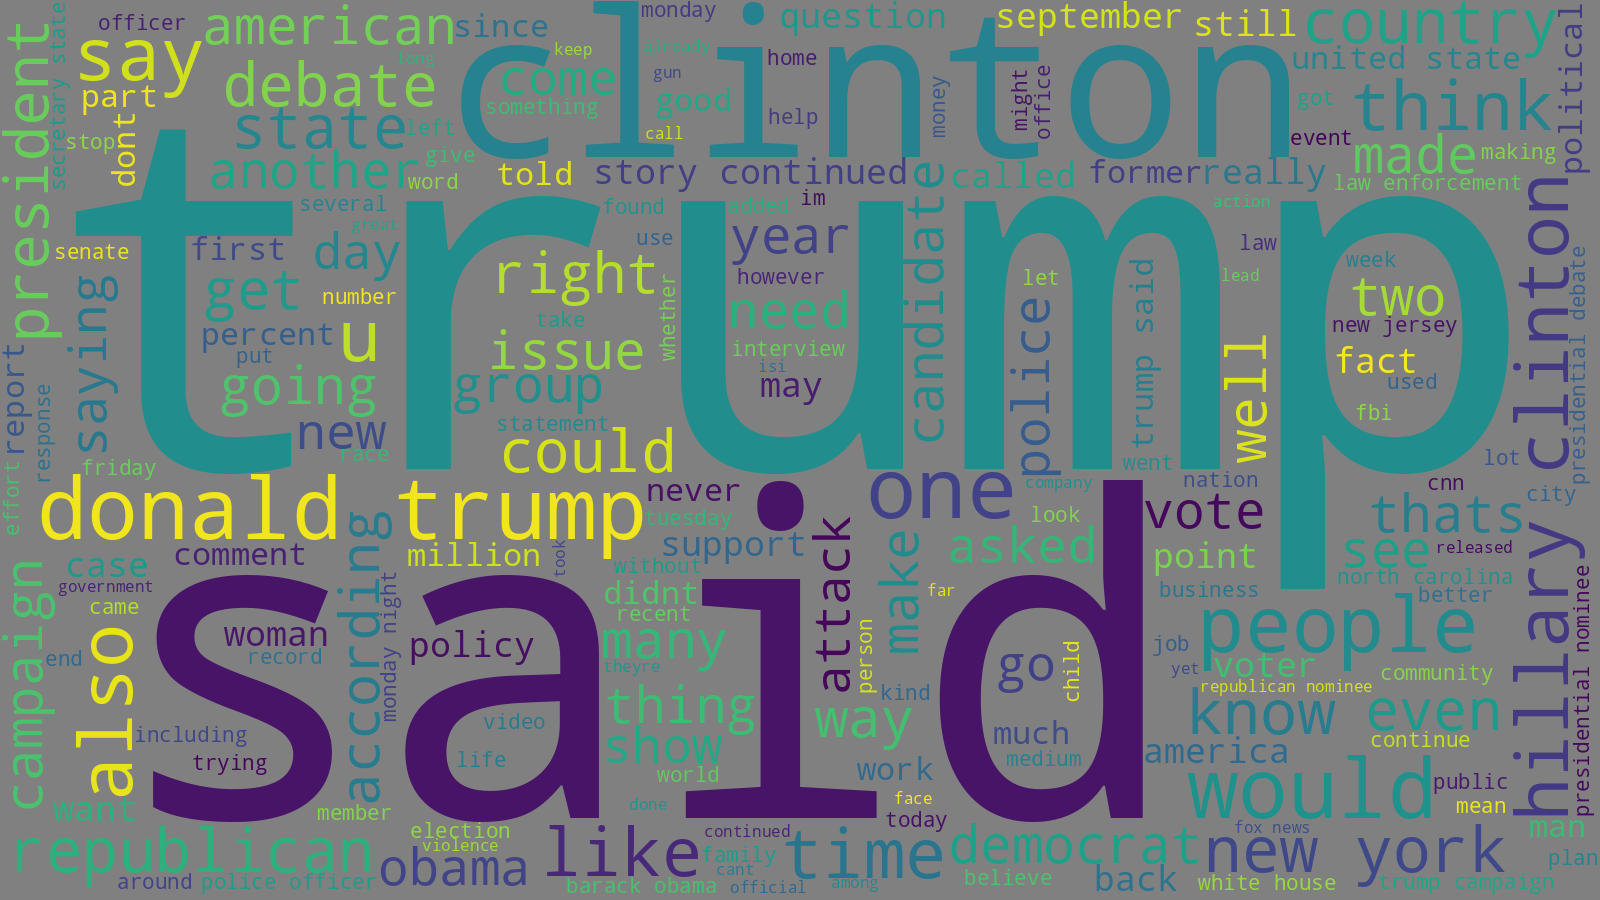 officer
american
since
monday
question
september
still
country
say
clinton
keep
already
long
gun
home
united state
president
secretary state
part
debate
come
something
good
help
money
might
office
got
think
political
stop
dont
state
left
call
event
another
give
word
told
story continued
called
former
really
made
making
law enforcement
several
found
added
im
candidate
action
great
trump
senate
first
day
use
year
law
week
saying
get
number
right
whether
however
let
trump said
lead
two
presidential debate
percent
u
take
need
police
new jersey
report
put
issue
interview
isi
well
fact
response
going
group
may
used
clinton
new
statement
fbi
race
could
went
lot
effort
friday
nation
donald trump
never
one
company
cnn
city
tuesday
look
vote
thats
comment
million
took
support
attack
make
asked
point
see
released
case
according
without
business
north carolina
government
monday night
didnt
far
better
campaign
came
recent
people
also
woman
policy
many
person
go
child
job
voter
end
record
theyre
kind
yet
community
said
republican nominee
hillary
presidential nominee
including
video
thing
way
much
know
even
trying
life
show
medium
america
continue
world
work
public
want
member
done
face
today
would
mean
election
continued
fox news
man
republican
violence
like
family
time
democrat
new york
plan
around
police officer
obama
barack obama
cant
official
among
believe
back
white house
trump campaign